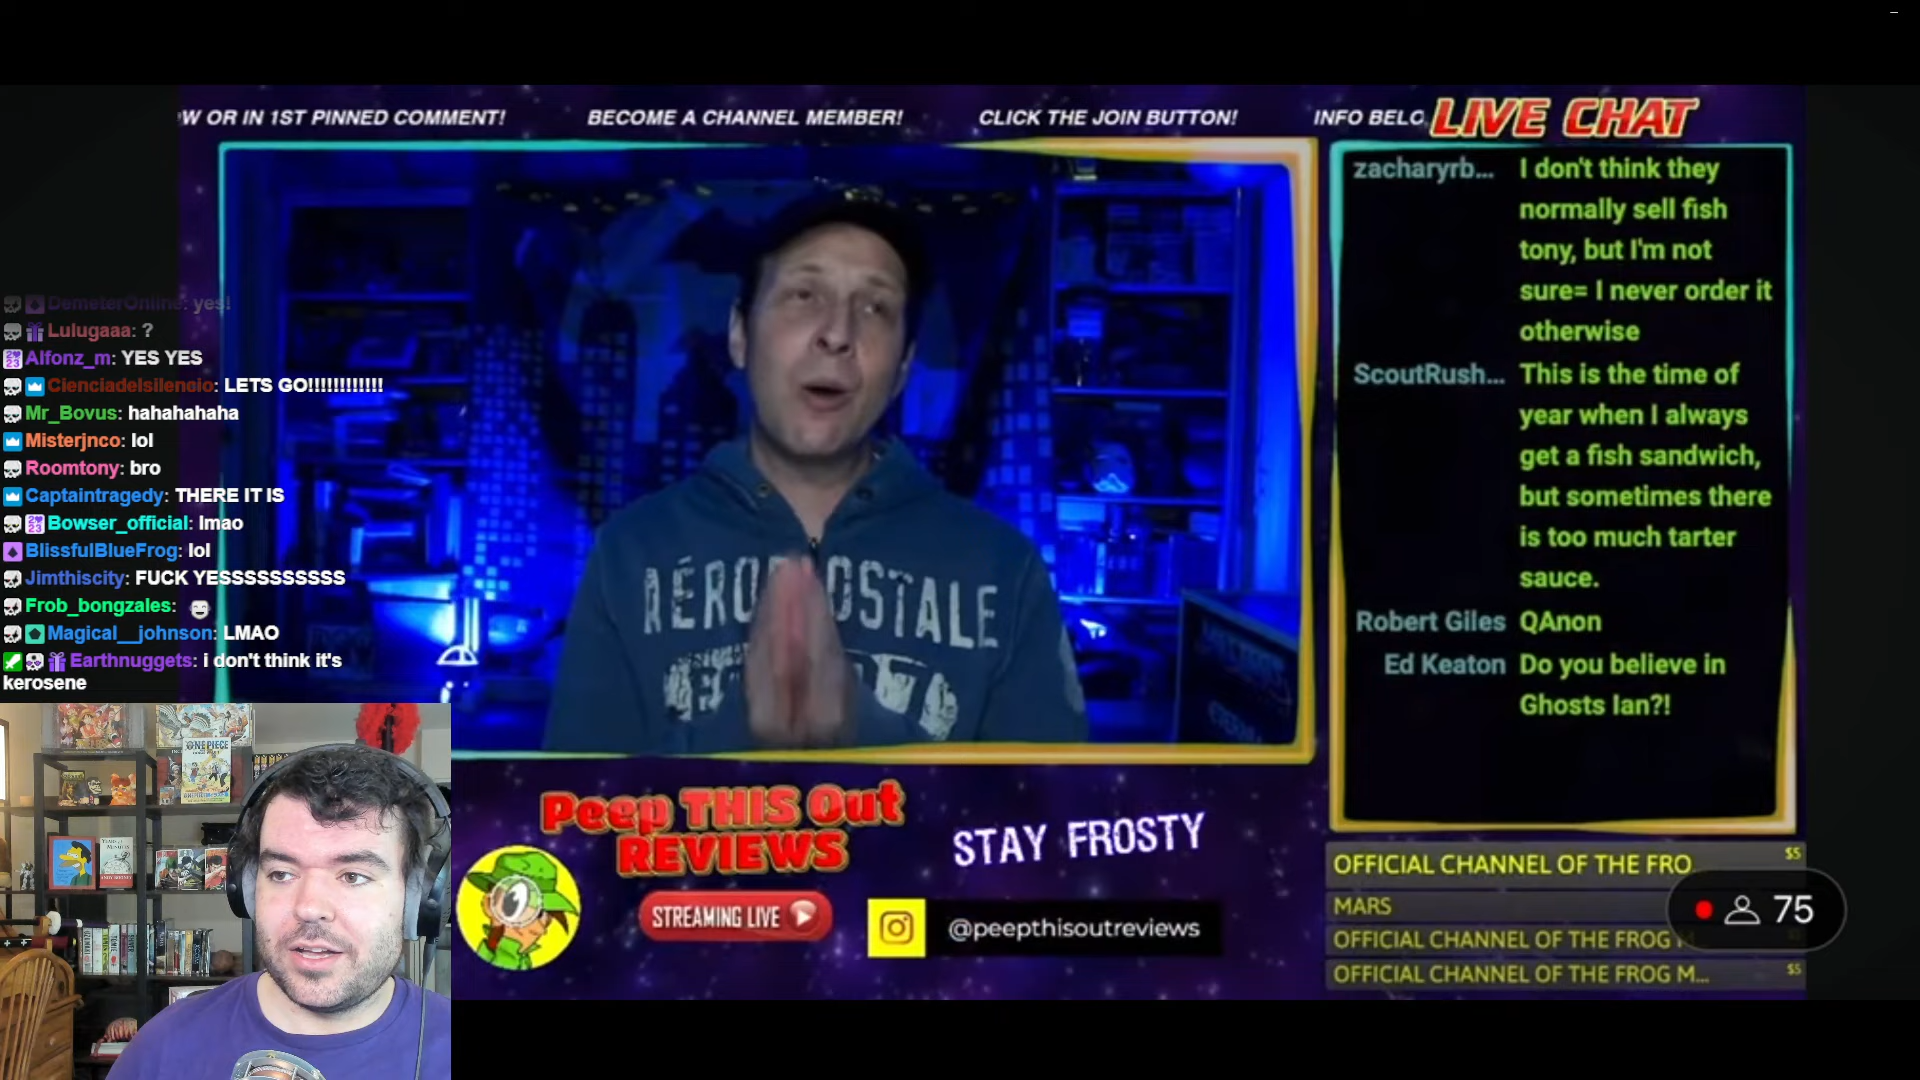 W OR IN 1ST PINNED COMMENT! BECOME A CHANNEL MEMBER! CLICK THE JOIN BUTTON! INFO BELO
LIVE CHAT
zacharyrb... I don't think they
normally sell fish
tony, but I'm not
sure= I never order it
otherwise
ScoutRush... This is the time of
year when I always
get a fish sandwich,
but sometimes there
is too much tarter
sauce.
Robert Giles QAnon
Ed Keaton Do you believe in
Ghosts Ian?!
DemeterOnline: yes!
Lulugaaa: ?
Alfonz_m: YES YES
Cienciadelsilencio: LETS GO!!!!!!!!!!!!
Mr_Bovus: hahahahaha
Misterjnco: lol
Roomtony: bro
Captaintragedy: THERE IT IS
Bowser_official: lmao
BlissfulBlueFrog: lol
Jimthiscity: FUCK YESSSSSSSSSS
Frob_bongzales:
Magical__johnson: LMAO
Earthnuggets: i don't think it's
kerosene
AÉROPOSTALE
ONE PIECE
Peep THIS Out
REVIEWS
STAY FROSTY
STREAMING LIVE
@peepthisoutreviews
OFFICIAL CHANNEL OF THE FRO... $5
MARS
OFFICIAL CHANNEL OF THE FROG M...
OFFICIAL CHANNEL OF THE FROG M... $5
75